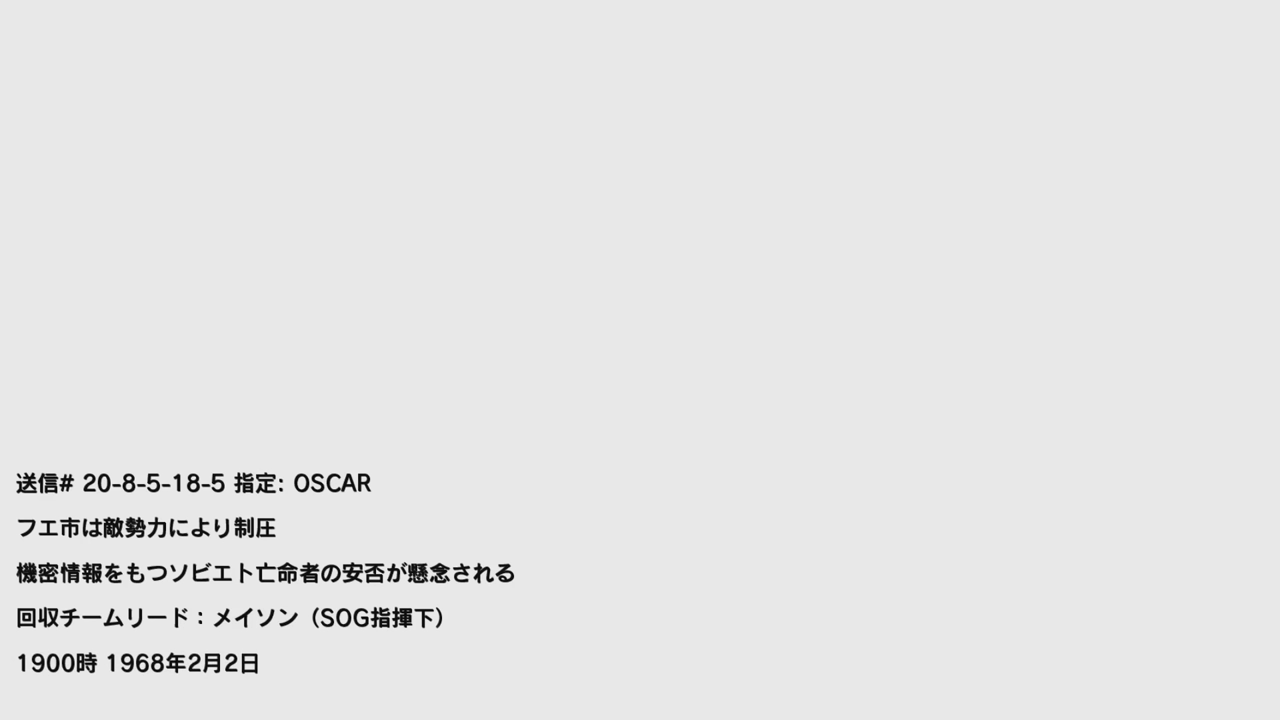 送信# 20-8-5-18-5 指定: OSCAR
フエ市は敵勢力により制圧
機密情報をもつソビエト亡命者の安否が懸念される
回収チームリード：メイソン（SOG指揮下）
1900時 1968年2月2日